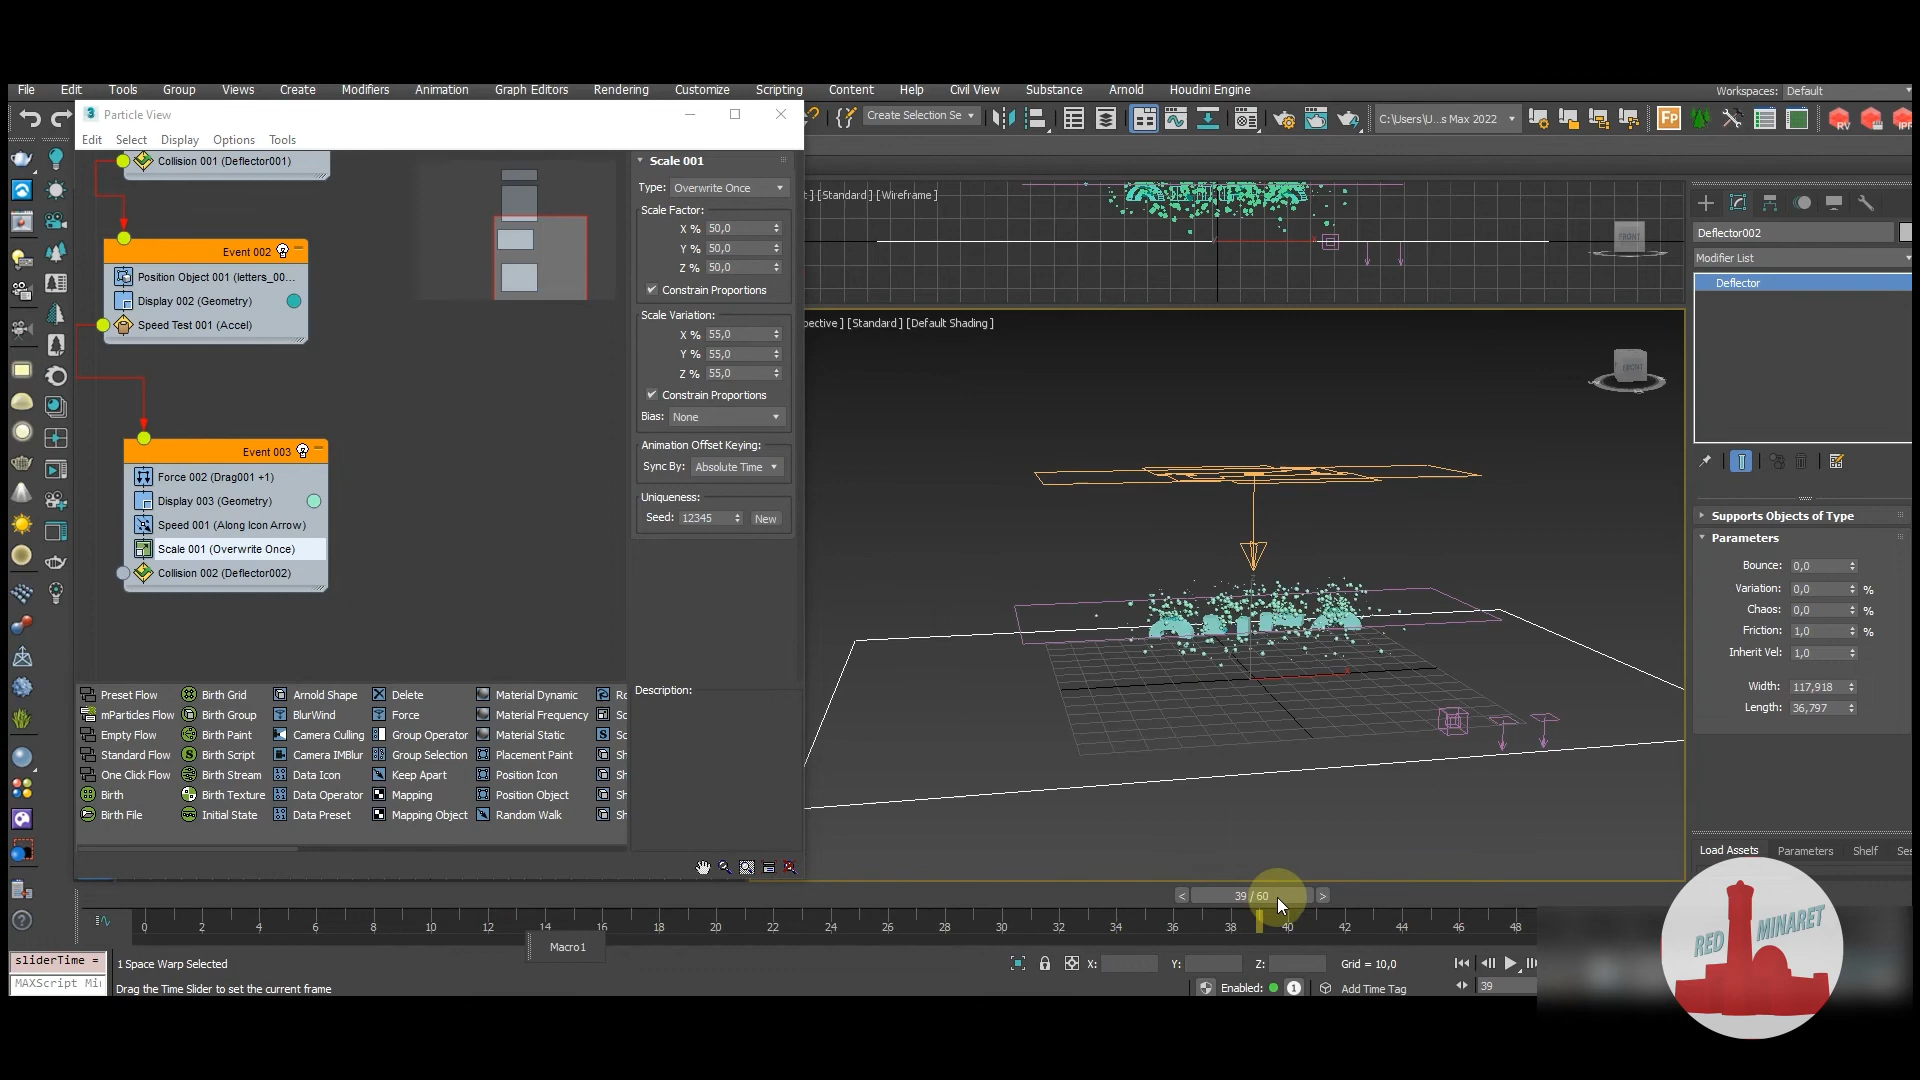 File Edit Tools Group Views Create Modifiers Animation Graph Editors Rendering Customize Scripting Content Help Civil View Substance Arnold Houdini Engine
Workspaces: Default
Particle View
Create Selection Se
C:\Users\U...s Max 2022
Edit Select Display Options Tools
Collision 001 (Deflector001)
Event 002
Position Object 001 (letters_00...
Display 002 (Geometry)
Speed Test 001 (Accel)
Event 003
Force 002 (Drag001 +1)
Display 003 (Geometry)
Speed 001 (Along Icon Arrow)
Scale 001 (Overwrite Once)
Collision 002 (Deflector002)
Scale 001
Type: Overwrite Once
Scale Factor:
X % 50,0
Y % 50,0
Z % 50,0
Constrain Proportions
Scale Variation:
X % 55,0
Y % 55,0
Z % 55,0
Constrain Proportions
Bias: None
Animation Offset Keying:
Sync By: Absolute Time
Uniqueness:
Seed: 12345 New
Description:
Preset Flow Birth Grid Arnold Shape Delete Material Dynamic Ro
mParticles Flow Birth Group BlurWind Force Material Frequency Sc
Empty Flow Birth Paint Camera Culling Group Operator Material Static Sc
Standard Flow Birth Script Camera IMBlur Group Selection Placement Paint Sh
One Click Flow Birth Stream Data Icon Keep Apart Position Icon Sh
Birth Birth Texture Data Operator Mapping Position Object Sh
Birth File Initial State Data Preset Mapping Object Random Walk Sh
t ] [Standard ] [Wireframe ]
FRONT
pective ] [Standard ] [Default Shading ]
FRONT
Deflector002
Modifier List
Deflector
Supports Objects of Type
Parameters
Bounce: 0,0
Variation: 0,0 %
Chaos: 0,0 %
Friction: 1,0 %
Inherit Vel: 1,0
Width: 117,918
Length: 36,797
Load Assets Parameters Shelf Ses
RED MINARET
< 39 / 60 >
0 2 4 6 8 10 12 14 16 18 20 22 24 26 28 30 32 34 36 38 40 42 44 46 48
Macro1
sliderTime =
MAXScript Mi
1 Space Warp Selected
Drag the Time Slider to set the current frame
X: Y: Z: Grid = 10,0
Enabled: 1 Add Time Tag
39